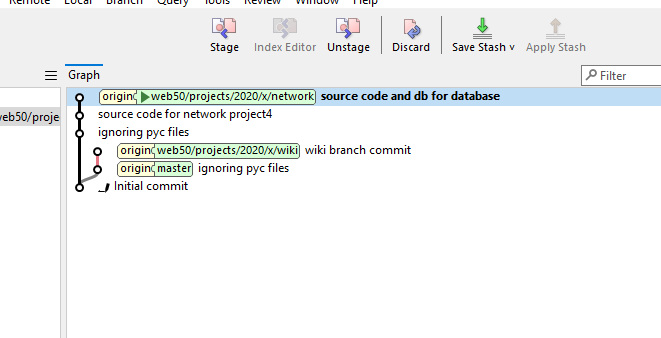 Remote Local Branch Query Tools Review Window Help
Stage Index Editor Unstage Discard Save Stash Apply Stash
Graph Filter
origin web50/projects/2020/x/network source code and db for database
web50/proje source code for network project4
ignoring pyc files
origin web50/projects/2020/x/wiki wiki branch commit
origin master ignoring pyc files
Initial commit